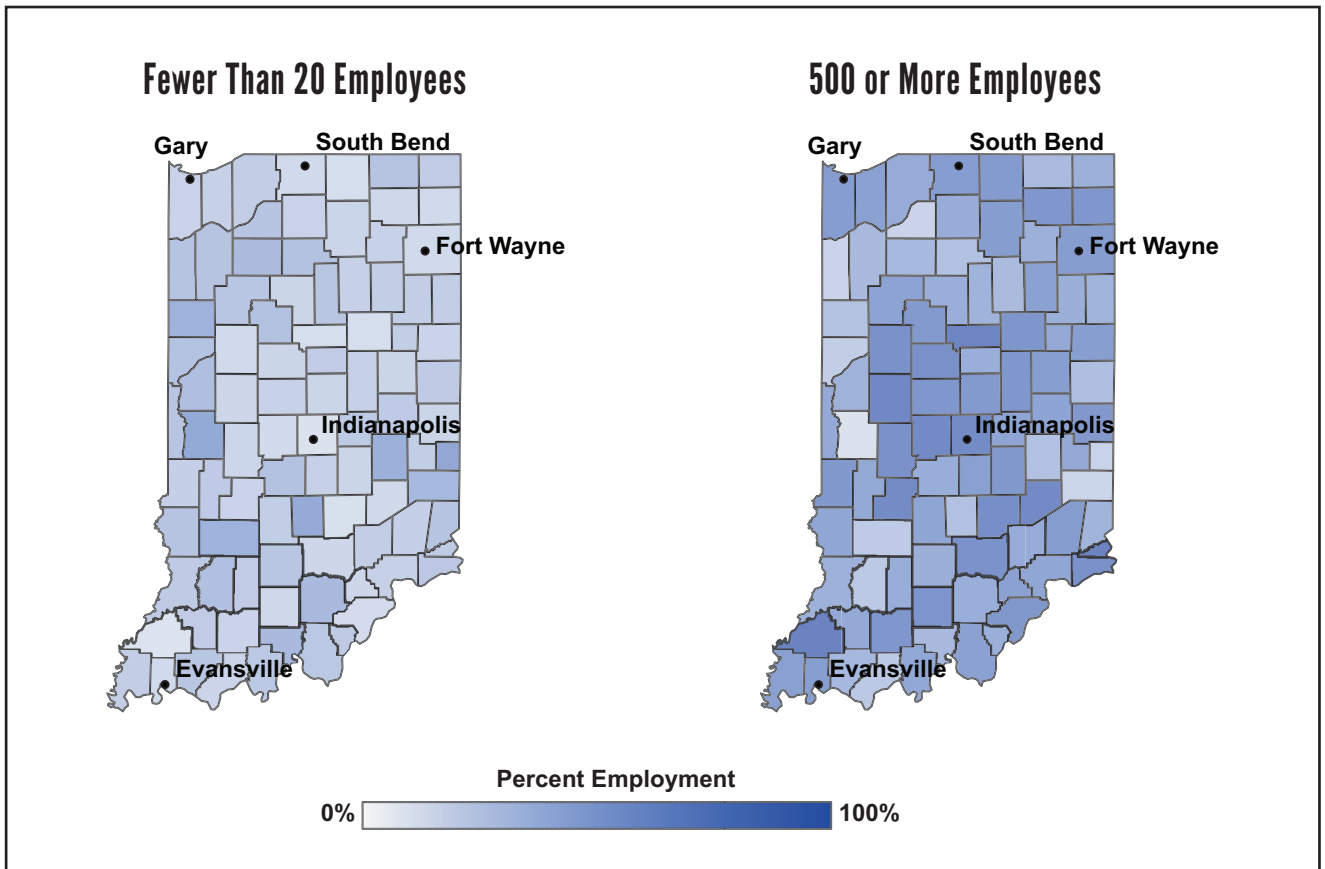 Fewer Than 20 Employees
500 or More Employees
Gary
South Bend
Fort Wayne
Indianapolis
Evansville
Gary
South Bend
Fort Wayne
Indianapolis
Evansville
Percent Employment
0%
100%